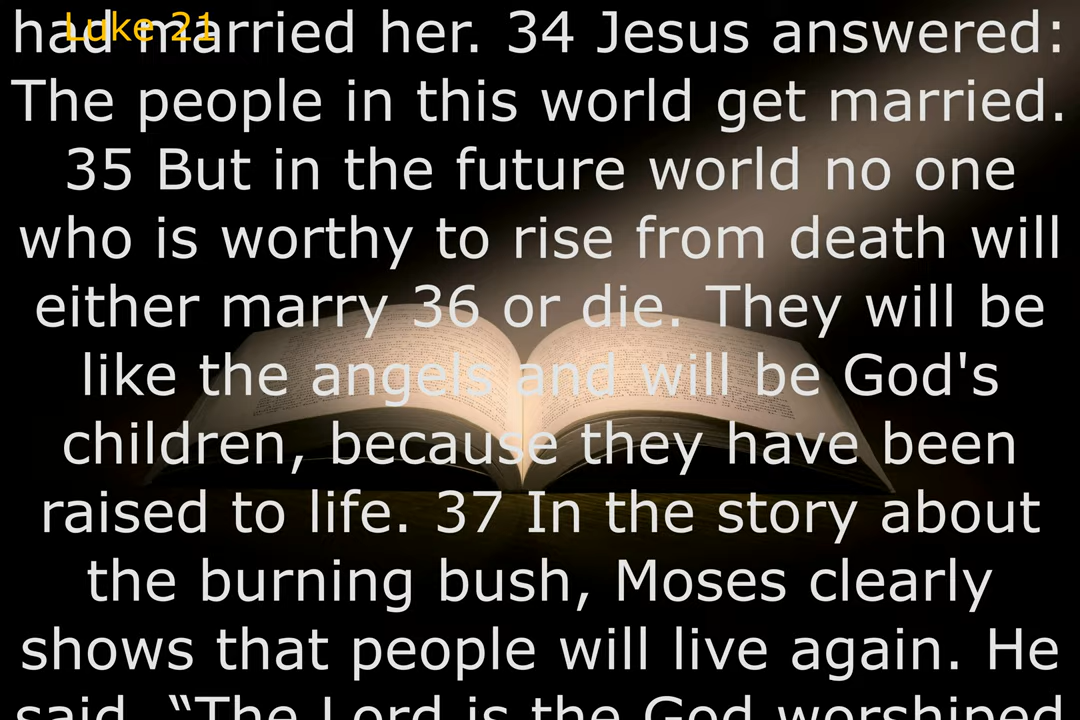 Luke 21
had married her. 34 Jesus answered:
The people in this world get married.
35 But in the future world no one
who is worthy to rise from death will
either marry 36 or die. They will be
like the angels and will be God's
children, because they have been
raised to life. 37 In the story about
the burning bush, Moses clearly
shows that people will live again. He
said, “The Lord is the God worshiped